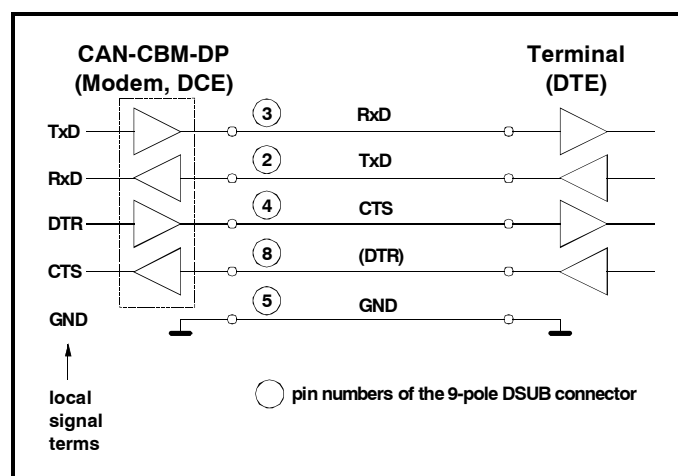 CAN-CBM-DP
(Modem, DCE)
Terminal
(DTE)
TxD
3
RxD
RxD
2
TxD
DTR
4
CTS
CTS
8
(DTR)
GND
5
GND
local
signal
terms
pin numbers of the 9-pole DSUB connector